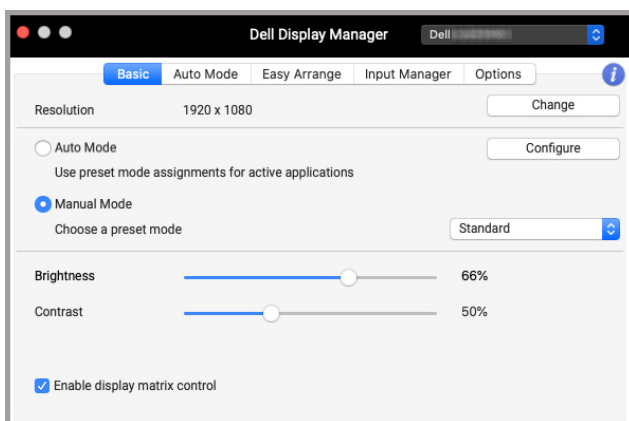 Dell Display Manager Dell
Basic Auto Mode Easy Arrange Input Manager Options i
Resolution 1920 x 1080 Change
Auto Mode Configure
Use preset mode assignments for active applications
Manual Mode
Choose a preset mode Standard
Brightness 66%
Contrast 50%
Enable display matrix control